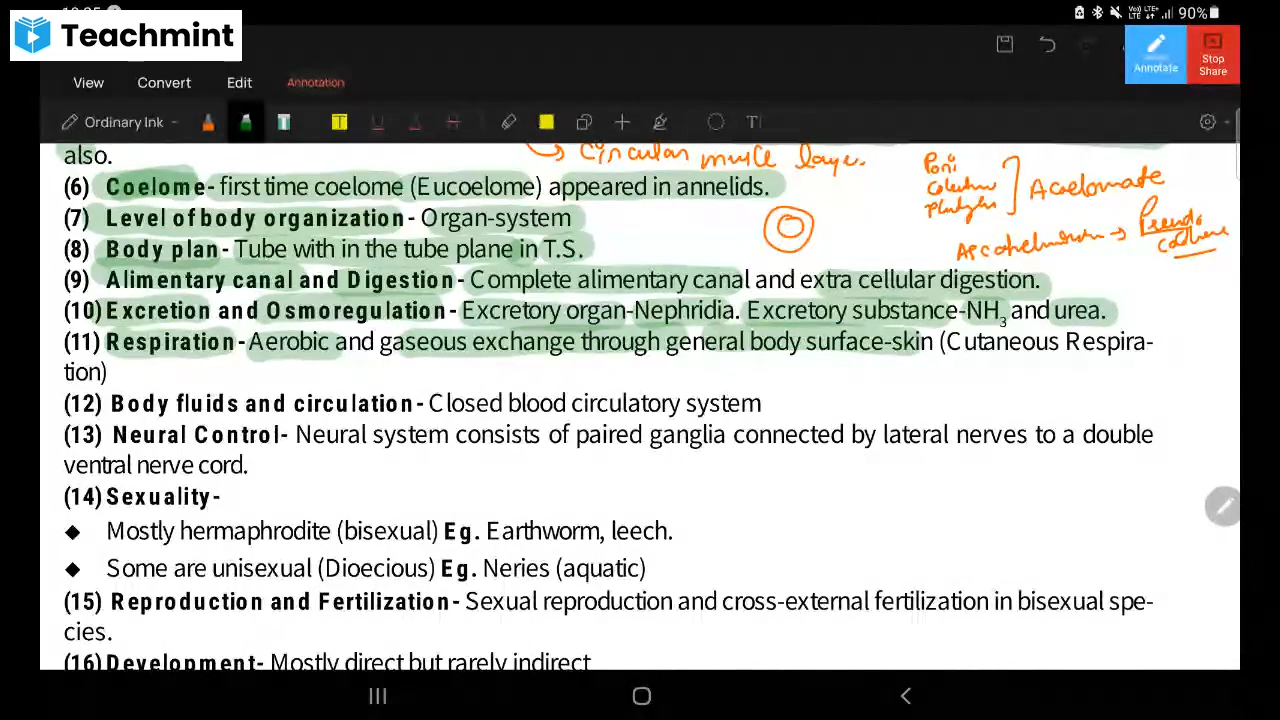 Teachmint
90%
Annotate
Stop Share
View Convert Edit Annotation
Ordinary Ink
also.
Circular muscle layer.
(6) Coelome- first time coelome (Eucoelome) appeared in annelids.
Acoelomate
(7) Level of body organization - Organ-system
(8) Body plan - Tube with in the tube plane in T.S.
Pseudo
(9) Alimentary canal and Digestion - Complete alimentary canal and extra cellular digestion.
(10) Excretion and Osmoregulation - Excretory organ-Nephridia. Excretory substance-NH3 and urea.
(11) Respiration - Aerobic and gaseous exchange through general body surface-skin (Cutaneous Respira-
tion)
(12) Body fluids and circulation - Closed blood circulatory system
(13) Neural Control- Neural system consists of paired ganglia connected by lateral nerves to a double
ventral nerve cord.
(14) Sexuality-
◆ Mostly hermaphrodite (bisexual) Eg. Earthworm, leech.
◆ Some are unisexual (Dioecious) Eg. Neries (aquatic)
(15) Reproduction and Fertilization- Sexual reproduction and cross-external fertilization in bisexual spe-
cies.
(16) Development- Mostly direct but rarely indirect